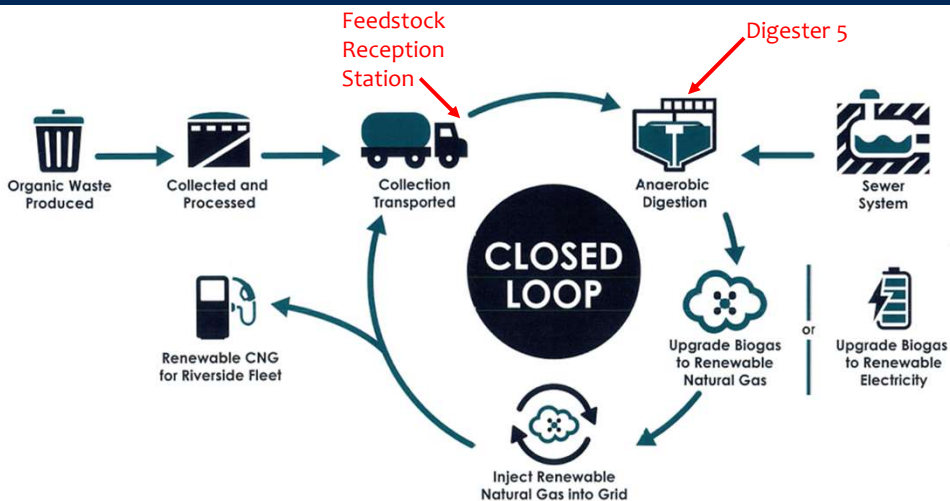 Feedstock
Reception
Station
Digester 5
Organic Waste
Produced
Collected and
Processed
Collection
Transported
Anaerobic
Digestion
Sewer
System
CLOSED
LOOP
Renewable CNG
for Riverside Fleet
Upgrade Biogas
to Renewable
Natural Gas
or
Upgrade Biogas
to Renewable
Electricity
Inject Renewable
Natural Gas into Grid